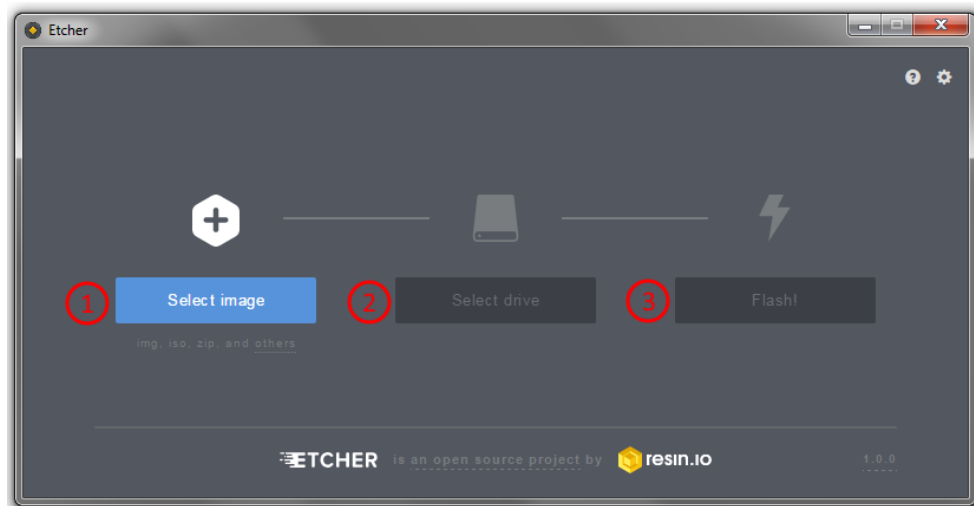 Etcher
1 Select image
2 Select drive
3 Flash!
img, iso, zip, and others
ETCHER is an open source project by resin.io
1.0.0